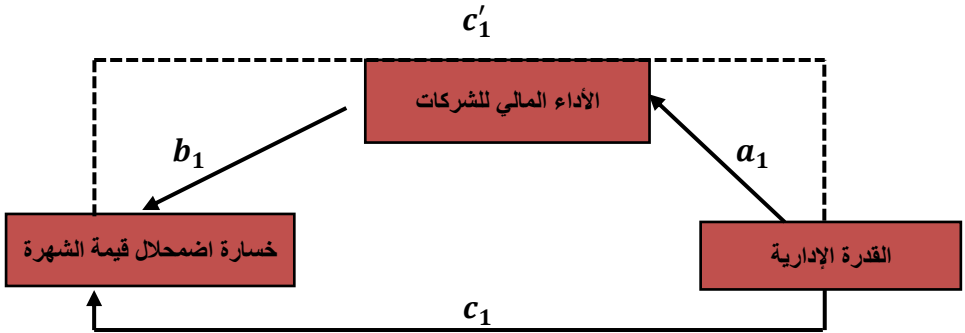 c′₁
الأداء المالي للشركات
b₁
a₁
خسارة اضمحلال قيمة الشهرة
القدرة الإدارية
c₁